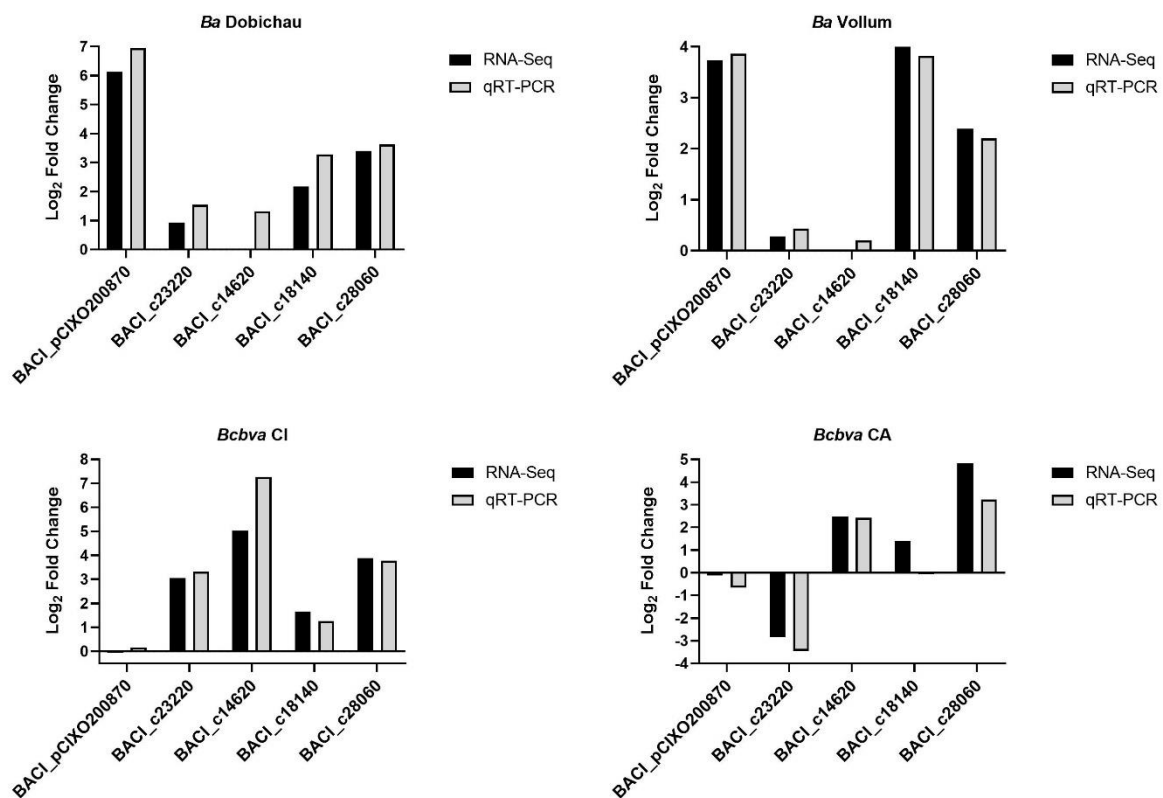 Ba Dobichau
RNA-Seq
qRT-PCR
Log2 Fold Change
7
6
5
4
3
2
1
0
BACI_pCIXO200870
BACI_c23220
BACI_c14620
BACI_c18140
BACI_c28060
Ba Vollum
RNA-Seq
qRT-PCR
Log2 Fold Change
4
3
2
1
0
BACI_pCIXO200870
BACI_c23220
BACI_c14620
BACI_c18140
BACI_c28060
Bcbva CI
RNA-Seq
qRT-PCR
Log2 Fold Change
8
7
6
5
4
3
2
1
0
BACI_pCIXO200870
BACI_c23220
BACI_c14620
BACI_c18140
BACI_c28060
Bcbva CA
RNA-Seq
qRT-PCR
Log2 Fold Change
5
4
3
2
1
0
-1
-2
-3
-4
BACI_pCIXO200870
BACI_c23220
BACI_c14620
BACI_c18140
BACI_c28060